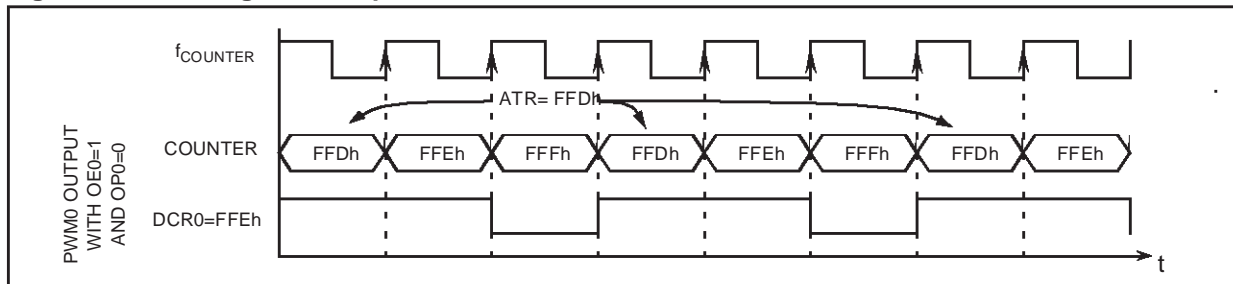 fCOUNTER
ATR= FFDh
COUNTER
FFDh FFEh FFFh FFDh FFEh FFFh FFDh FFEh
PWM0 OUTPUT
WITH OE0=1
AND OP0=0
DCR0=FFEh
t